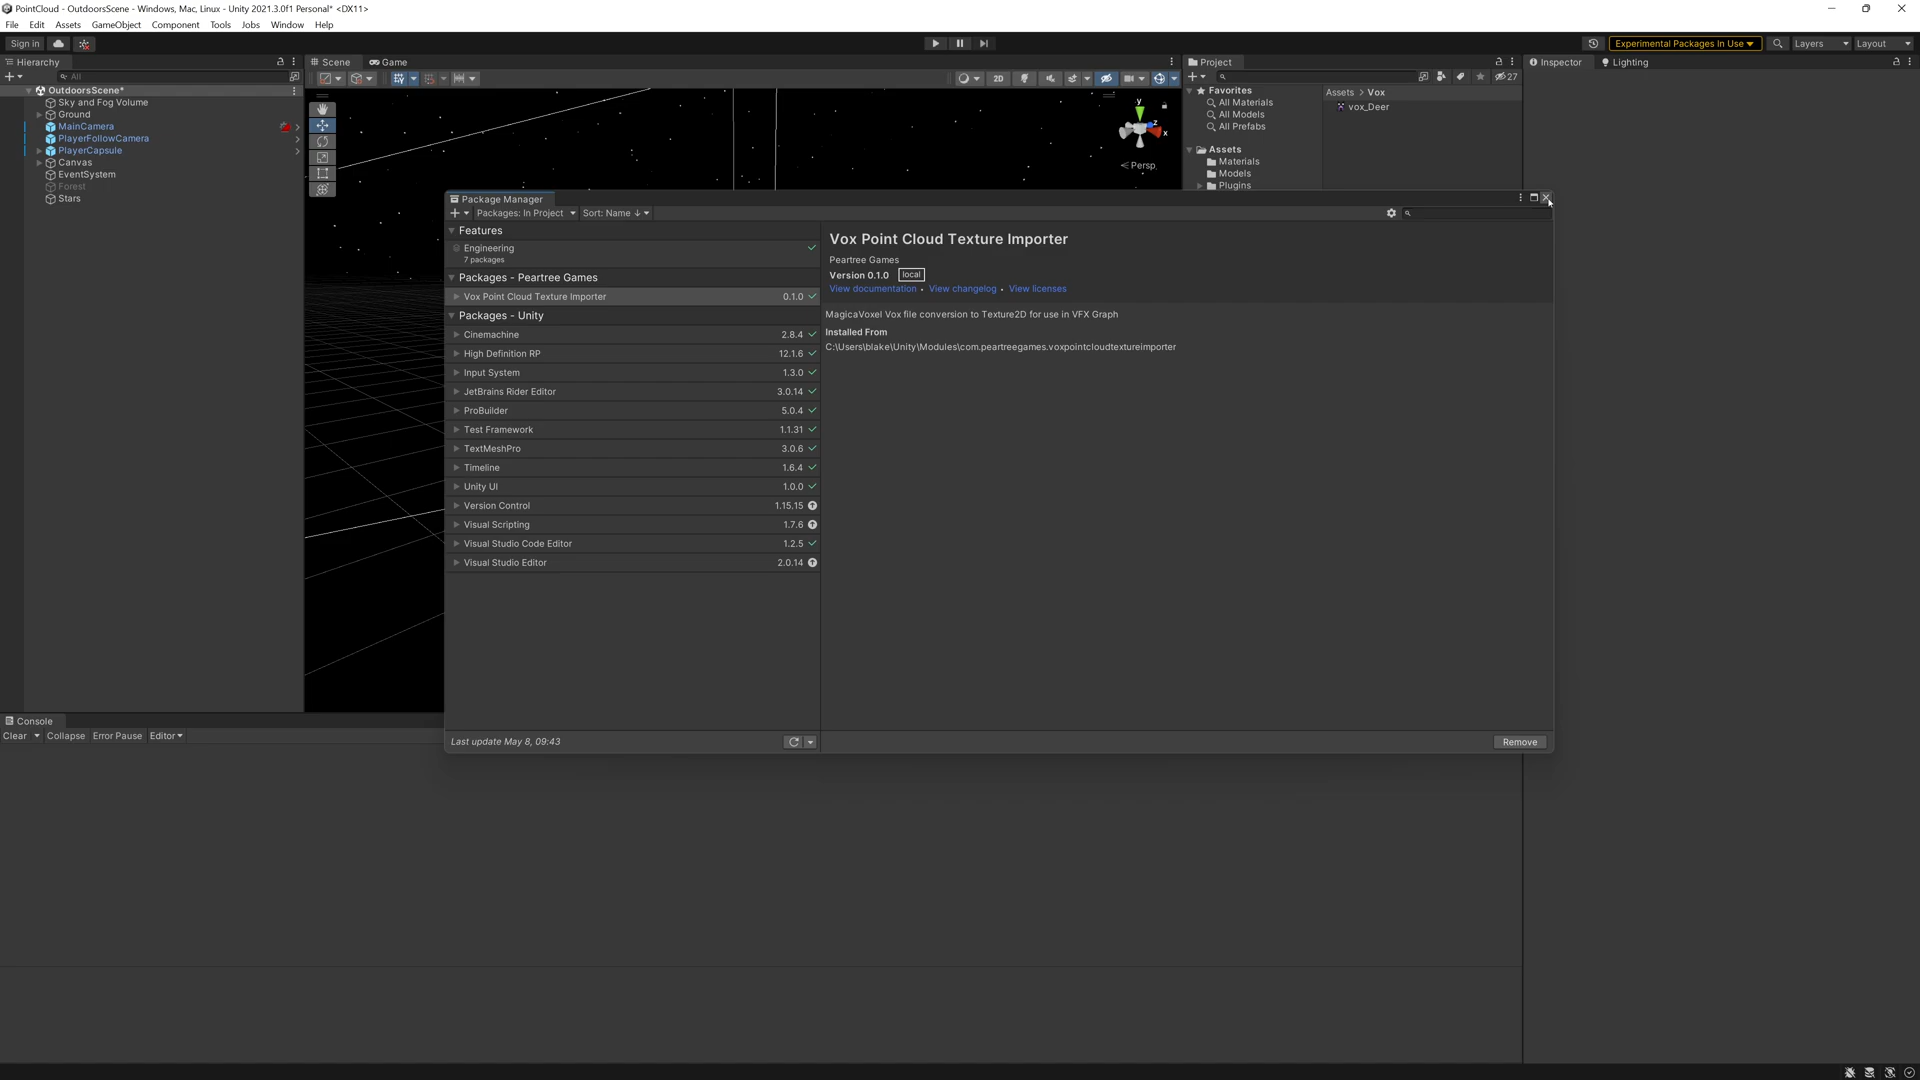 PointCloud - OutdoorsScene - Windows, Mac, Linux - Unity 2021.3.0f1 Personal* <DX11>
File Edit Assets GameObject Component Tools Jobs Window Help
Sign in
Experimental Packages In Use
Layers
Layout
Hierarchy
All
OutdoorsScene*
Sky and Fog Volume
Ground
MainCamera
PlayerFollowCamera
PlayerCapsule
Canvas
EventSystem
Forest
Stars
Scene
Game
2D
y
z
x
< Persp
Project
27
Favorites
All Materials
All Models
All Prefabs
Assets
Materials
Models
Plugins
Assets > Vox
vox_Deer
Inspector
Lighting
Package Manager
Packages: In Project
Sort: Name ↓
Features
Engineering
7 packages
Packages - Peartree Games
Vox Point Cloud Texture Importer 0.1.0
Packages - Unity
Cinemachine 2.8.4
High Definition RP 12.1.6
Input System 1.3.0
JetBrains Rider Editor 3.0.14
ProBuilder 5.0.4
Test Framework 1.1.31
TextMeshPro 3.0.6
Timeline 1.6.4
Unity UI 1.0.0
Version Control 1.15.15
Visual Scripting 1.7.6
Visual Studio Code Editor 1.2.5
Visual Studio Editor 2.0.14
Last update May 8, 09:43
Vox Point Cloud Texture Importer
Peartree Games
Version 0.1.0 local
View documentation • View changelog • View licenses
MagicaVoxel Vox file conversion to Texture2D for use in VFX Graph
Installed From
C:\Users\blake\Unity\Modules\com.peartreegames.voxpointcloudtextureimporter
Remove
Console
Clear Collapse Error Pause Editor